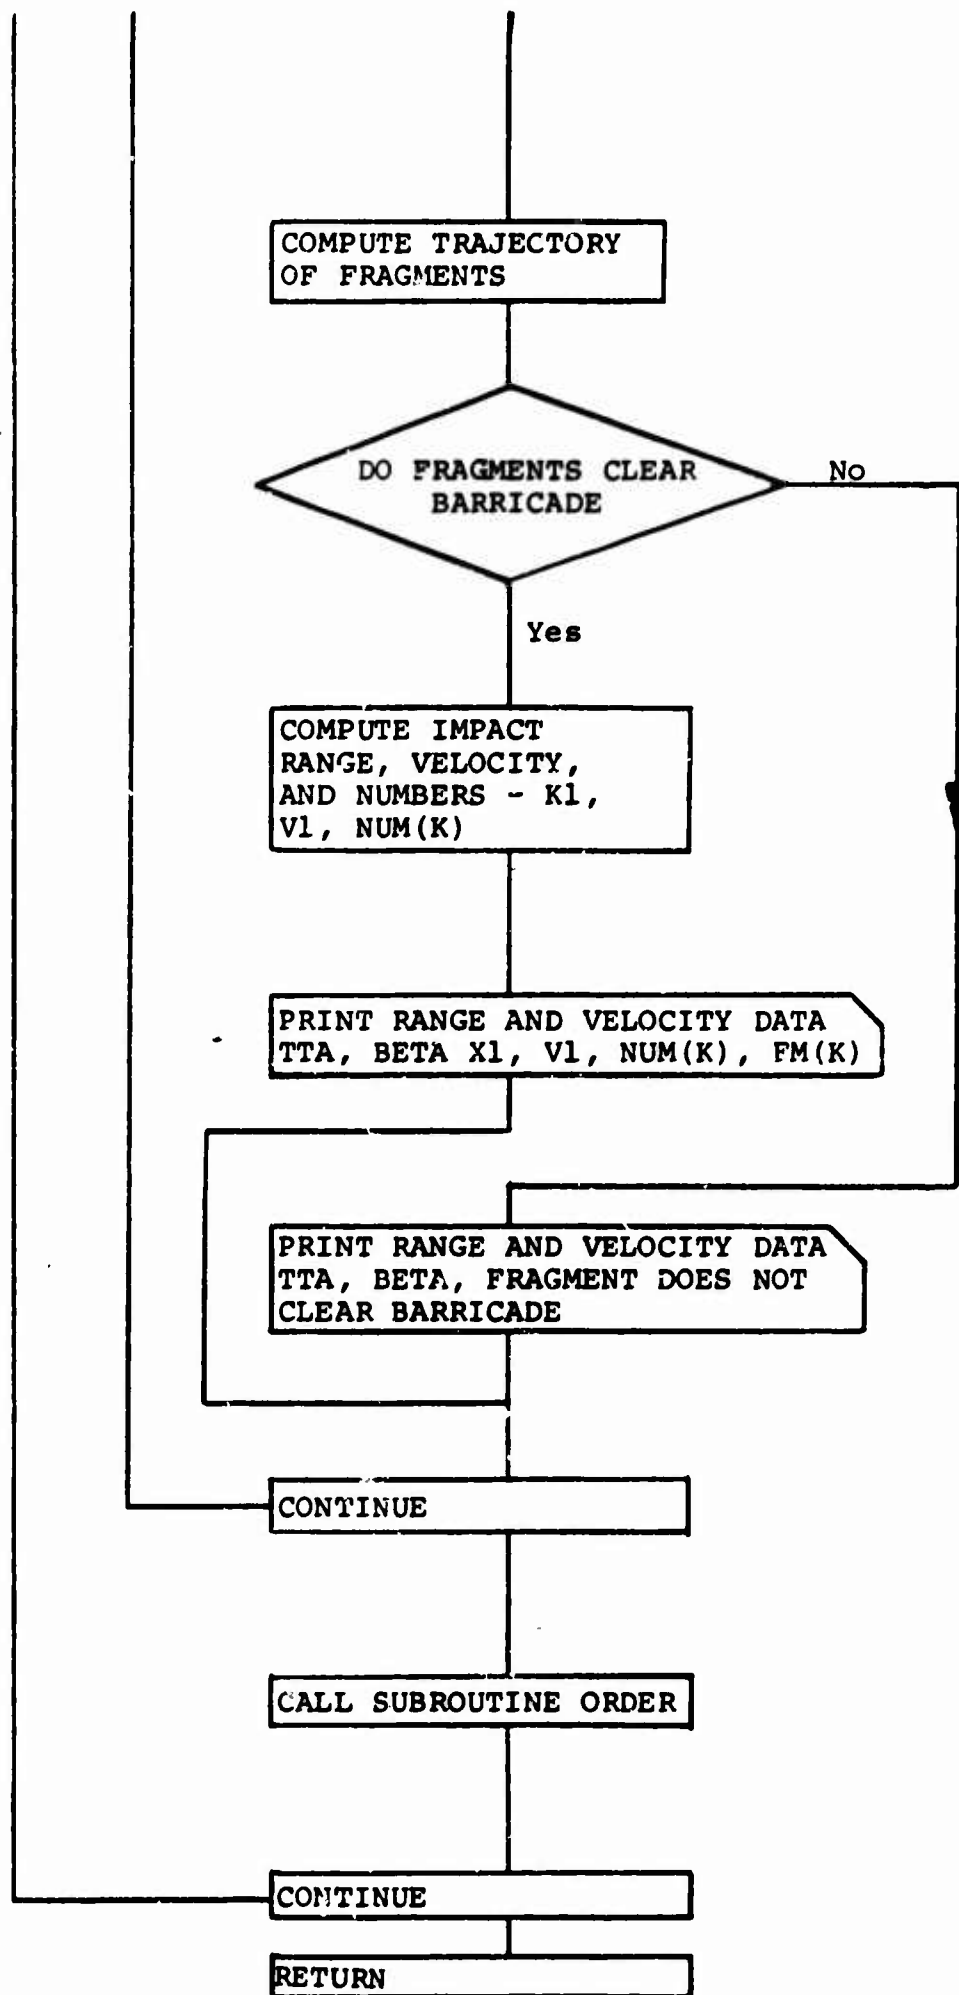 COMPUTE TRAJECTORY
OF FRAGMENTS
DO FRAGMENTS CLEAR
BARRICADE
No
Yes
COMPUTE IMPACT
RANGE, VELOCITY,
AND NUMBERS - K1,
V1, NUM(K)
PRINT RANGE AND VELOCITY DATA
TTA, BETA X1, V1, NUM(K), FM(K)
PRINT RANGE AND VELOCITY DATA
TTA, BETA, FRAGMENT DOES NOT
CLEAR BARRICADE
CONTINUE
CALL SUBROUTINE ORDER
CONTINUE
RETURN